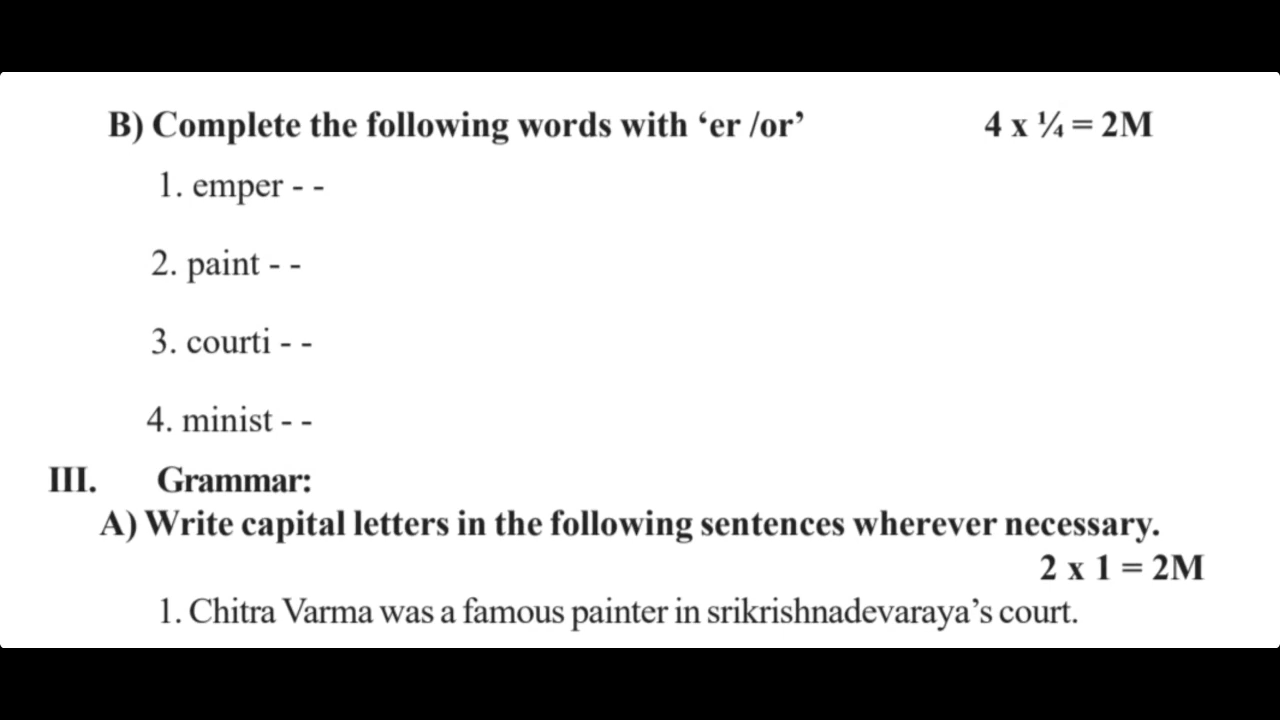 B) Complete the following words with ‘er /or’ 4 x ¼ = 2M
1. emper - -
2. paint - -
3. courti - -
4. minist - -
III. Grammar:
A) Write capital letters in the following sentences wherever necessary.
2 x 1 = 2M
1. Chitra Varma was a famous painter in srikrishnadevaraya’s court.